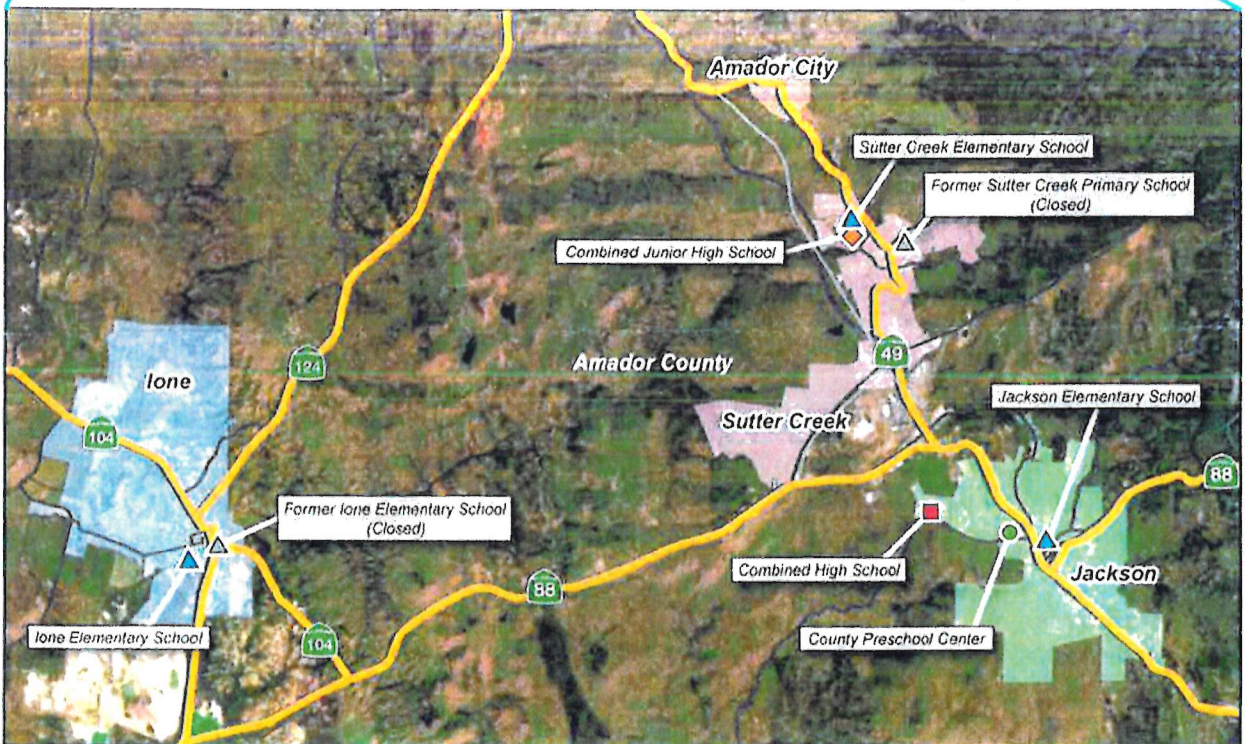 Amador City
Sutter Creek Elementary School
Former Sutter Creek Primary School
(Closed)
Combined Junior High School
124
Amador County
49
Ione
104
Sutter Creek
Jackson Elementary School
88
Former Ione Elementary School
(Closed)
Combined High School
Jackson
88
Ione Elementary School
104
County Preschool Center